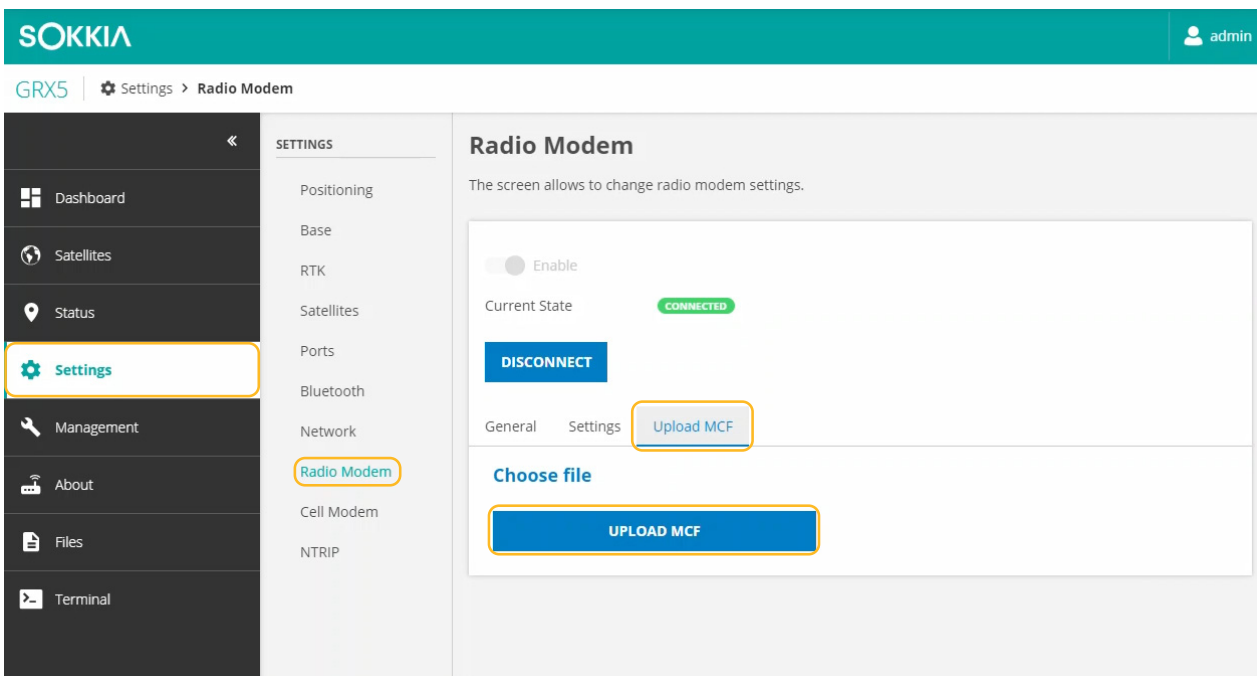 SOKKIA
admin
GRX5
Settings > Radio Modem
Dashboard
Satellites
Status
Settings
Management
About
Files
Terminal
SETTINGS
Positioning
Base
RTK
Satellites
Ports
Bluetooth
Network
Radio Modem
Cell Modem
NTRIP
Radio Modem
The screen allows to change radio modem settings.
Enable
Current State CONNECTED
DISCONNECT
General Settings Upload MCF
Choose file
UPLOAD MCF